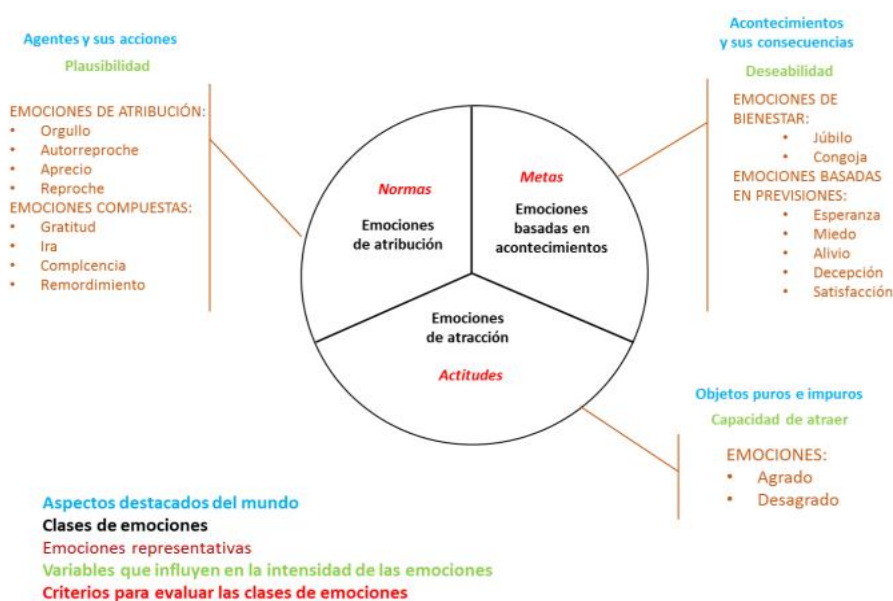 Agentes y sus acciones
Plausibilidad
EMOCIONES DE ATRIBUCIÓN:
• Orgullo
• Autorreproche
• Aprecio
• Reproche
EMOCIONES COMPUESTAS:
• Gratitud
• Ira
• Complcencia
• Remordimiento
Normas
Emociones
de atribución
Metas
Emociones
basadas en
acontecimientos
Emociones
de atracción
Actitudes
Acontecimientos
y sus consecuencias
Deseabilidad
EMOCIONES DE
BIENESTAR:
• Júbilo
• Congoja
EMOCIONES BASADAS
EN PREVISIONES:
• Esperanza
• Miedo
• Alivio
• Decepción
• Satisfacción
Objetos puros e impuros
Capacidad de atraer
EMOCIONES:
• Agrado
• Desagrado
Aspectos destacados del mundo
Clases de emociones
Emociones representativas
Variables que influyen en la intensidad de las emociones
Criterios para evaluar las clases de emociones